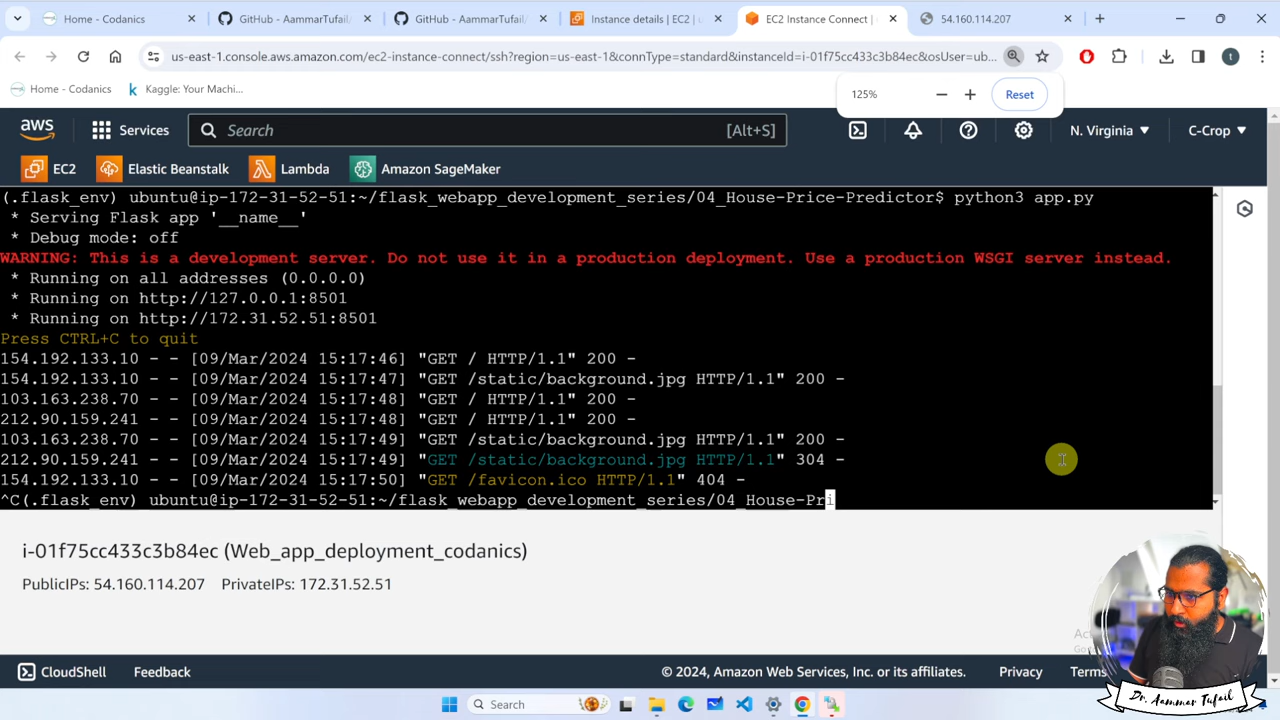 Home - Codanics
GitHub - AammarTufail/
GitHub - AammarTufail/
Instance details | EC2 | u
EC2 Instance Connect |
54.160.114.207
us-east-1.console.aws.amazon.com/ec2-instance-connect/ssh?region=us-east-1&connType=standard&instanceId=i-01f75cc433c3b84ec&osUser=ub...
t
Home - Codanics
Kaggle: Your Machi...
125%
Reset
aws
Services
Search
[Alt+S]
N. Virginia
C-Crop
EC2
Elastic Beanstalk
Lambda
Amazon SageMaker
(.flask_env) ubuntu@ip-172-31-52-51:~/flask_webapp_development_series/04_House-Price-Predictor$ python3 app.py
* Serving Flask app '__name__'
* Debug mode: off
WARNING: This is a development server. Do not use it in a production deployment. Use a production WSGI server instead.
* Running on all addresses (0.0.0.0)
* Running on http://127.0.0.1:8501
* Running on http://172.31.52.51:8501
Press CTRL+C to quit
154.192.133.10 - - [09/Mar/2024 15:17:46] "GET / HTTP/1.1" 200 -
154.192.133.10 - - [09/Mar/2024 15:17:47] "GET /static/background.jpg HTTP/1.1" 200 -
103.163.238.70 - - [09/Mar/2024 15:17:48] "GET / HTTP/1.1" 200 -
212.90.159.241 - - [09/Mar/2024 15:17:48] "GET / HTTP/1.1" 200 -
103.163.238.70 - - [09/Mar/2024 15:17:49] "GET /static/background.jpg HTTP/1.1" 200 -
212.90.159.241 - - [09/Mar/2024 15:17:49] "GET /static/background.jpg HTTP/1.1" 304 -
154.192.133.10 - - [09/Mar/2024 15:17:50] "GET /favicon.ico HTTP/1.1" 404 -
^C(.flask_env) ubuntu@ip-172-31-52-51:~/flask_webapp_development_series/04_House-Pri
i-01f75cc433c3b84ec (Web_app_deployment_codanics)
PublicIPs: 54.160.114.207 PrivateIPs: 172.31.52.51
CloudShell
Feedback
© 2024, Amazon Web Services, Inc. or its affiliates.
Privacy
Terms
Dr. Aammar Tufail
Search